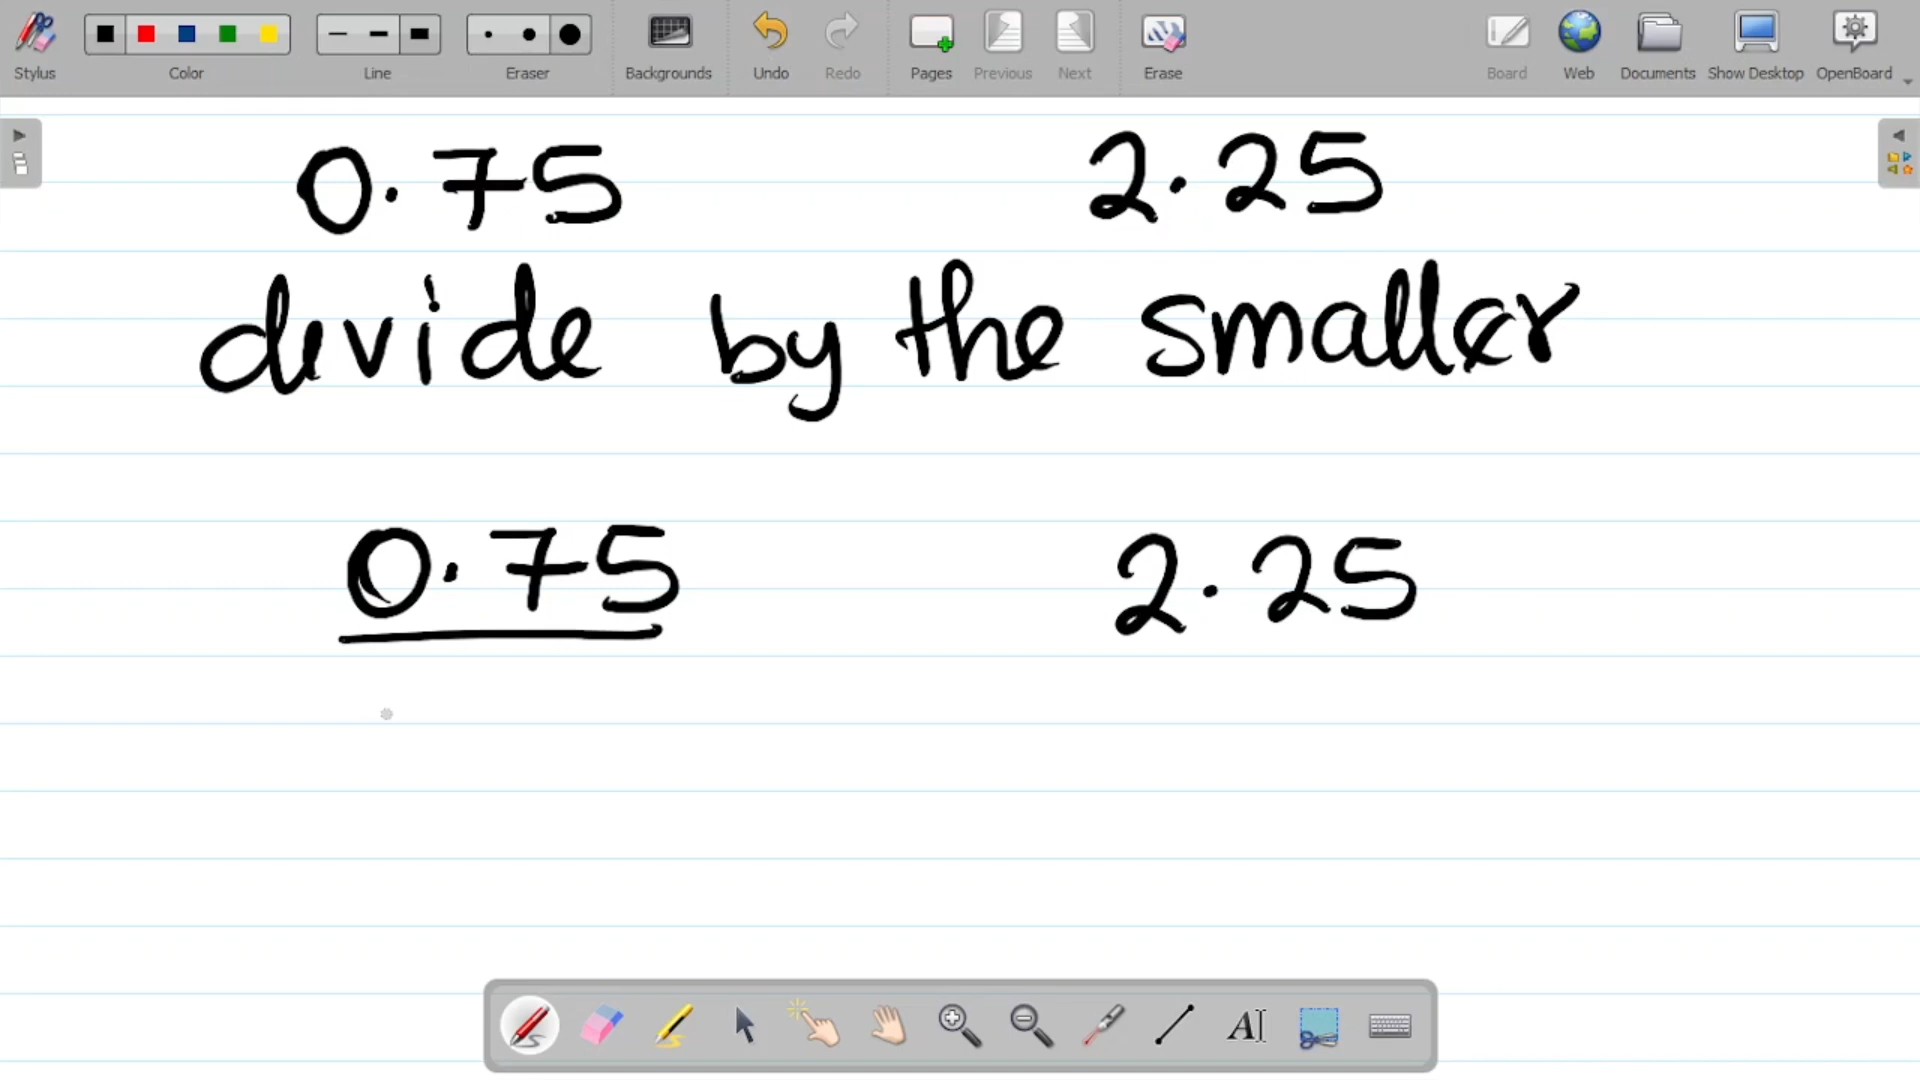 Stylus Color Line Eraser Backgrounds Undo Redo Pages Previous Next Erase Board Web Documents Show Desktop OpenBoard
0.75 2.25
divide by the smaller
0.75 2.25